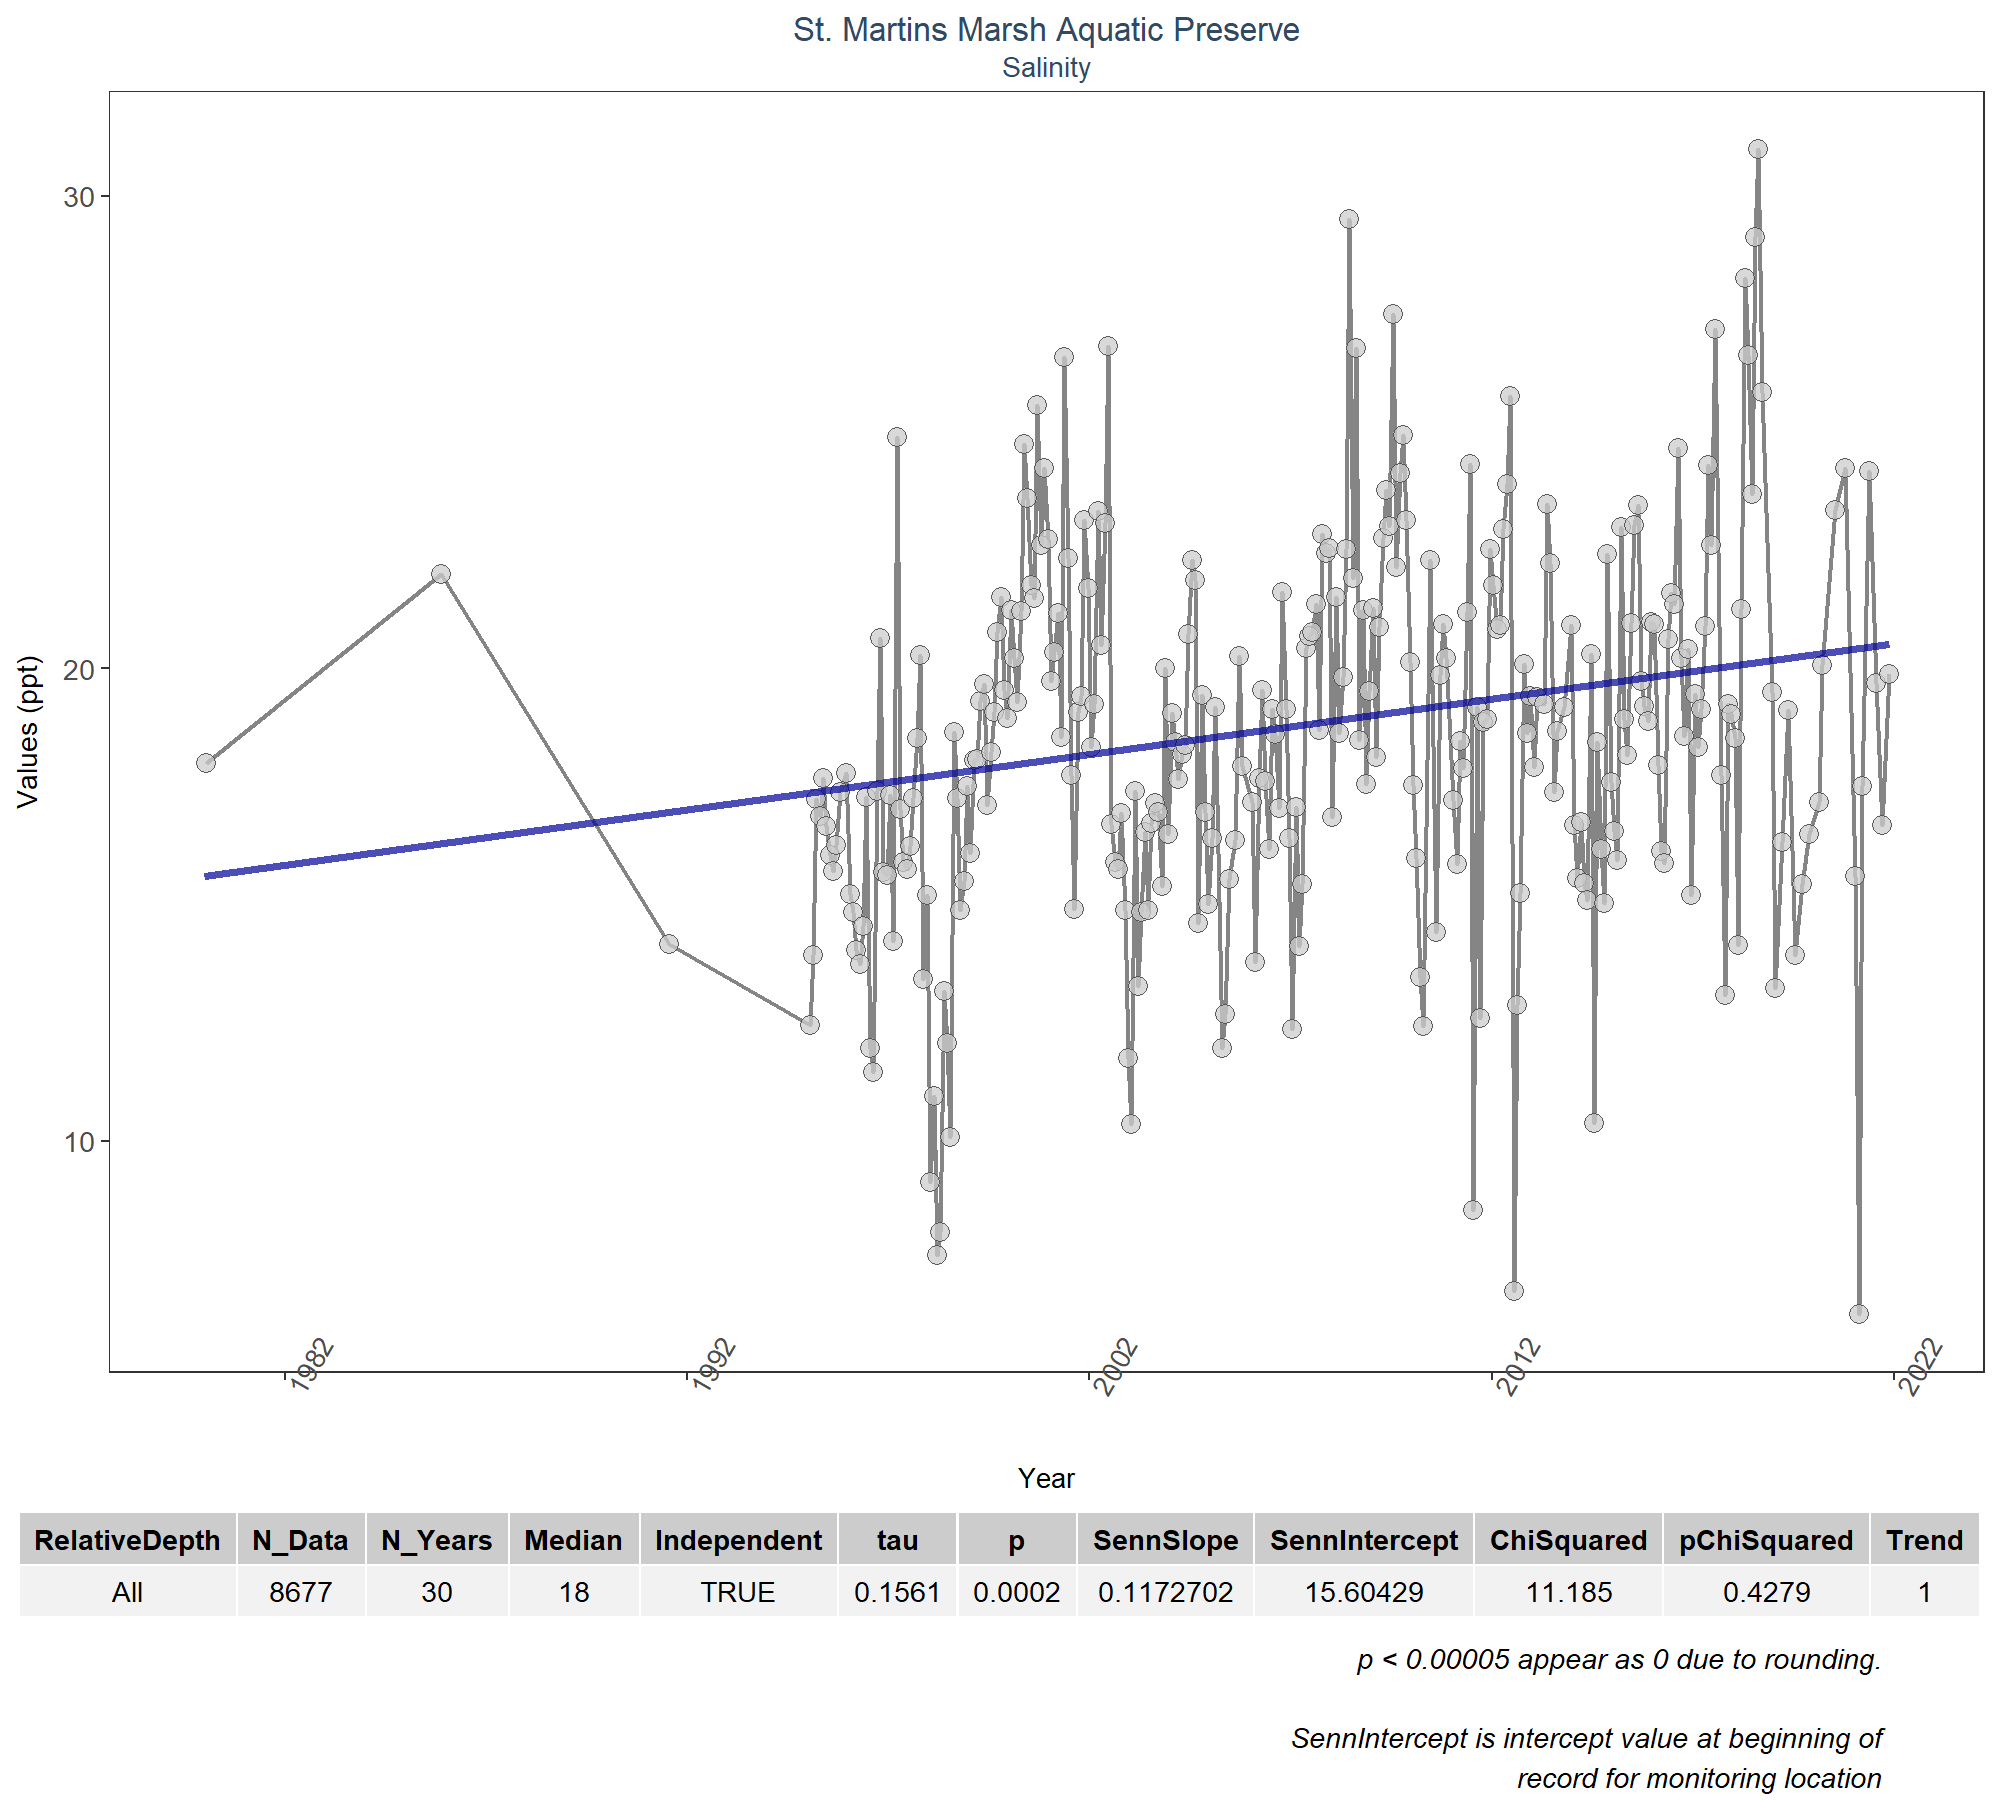 St. Martins Marsh Aquatic Preserve
Salinity
Values (ppt)
30
20
10
1982 1992 2002 2012 2022
Year
RelativeDepth N_Data N_Years Median Independent tau p SennSlope SennIntercept ChiSquared pChiSquared Trend
All 8677 30 18 TRUE 0.1561 0.0002 0.1172702 15.60429 11.185 0.4279 1
p < 0.00005 appear as 0 due to rounding.
SennIntercept is intercept value at beginning of
record for monitoring location